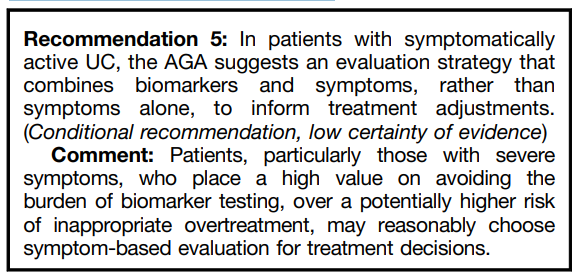 Recommendation 5: In patients with symptomatically
active UC, the AGA suggests an evaluation strategy that
combines biomarkers and symptoms, rather than
symptoms alone, to inform treatment adjustments.
(Conditional recommendation, low certainty of evidence)
Comment: Patients, particularly those with severe
symptoms, who place a high value on avoiding the
burden of biomarker testing, over a potentially higher risk
of inappropriate overtreatment, may reasonably choose
symptom-based evaluation for treatment decisions.